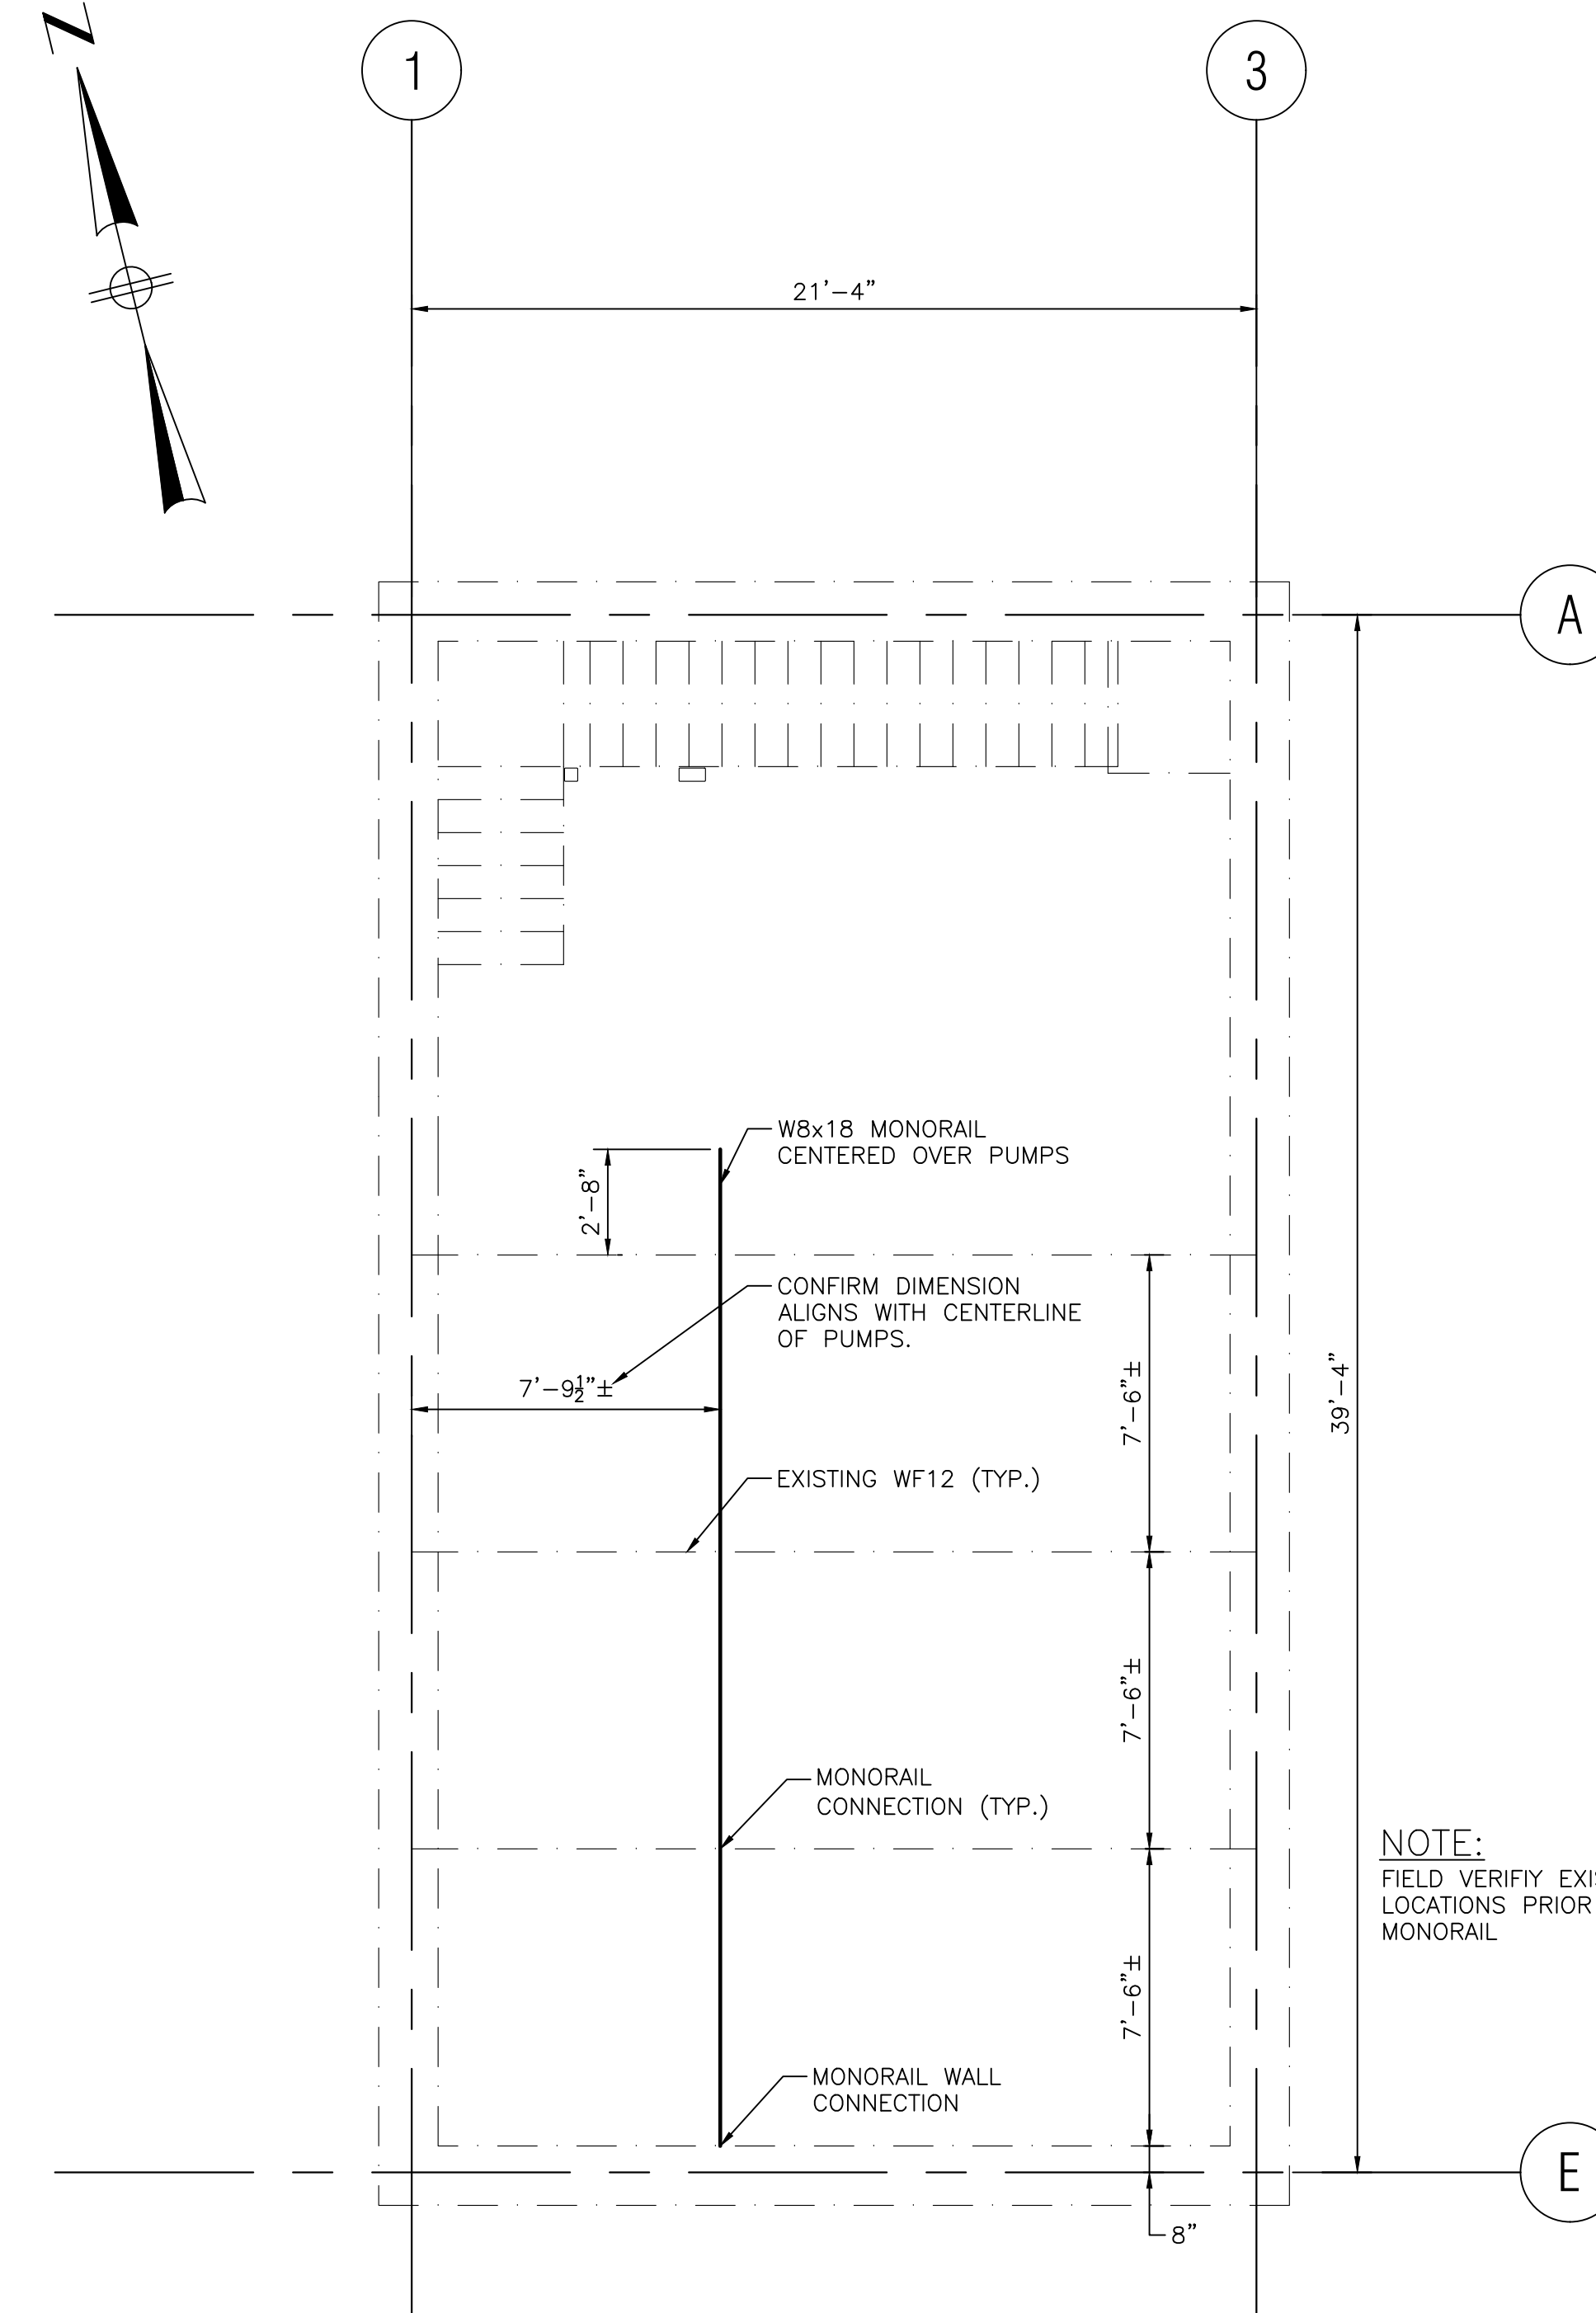 N
1
3
21'-4"
A
W8x18 MONORAIL
CENTERED OVER PUMPS
2'-8"
CONFIRM DIMENSION
ALIGNS WITH CENTERLINE
OF PUMPS.
7'-9½"±
7'-6"±
39'-4"
EXISTING WF12 (TYP.)
7'-6"±
MONORAIL
CONNECTION (TYP.)
NOTE:
FIELD VERIFIY EXIS
LOCATIONS PRIOR
MONORAIL
7'-6"±
MONORAIL WALL
CONNECTION
E
8"